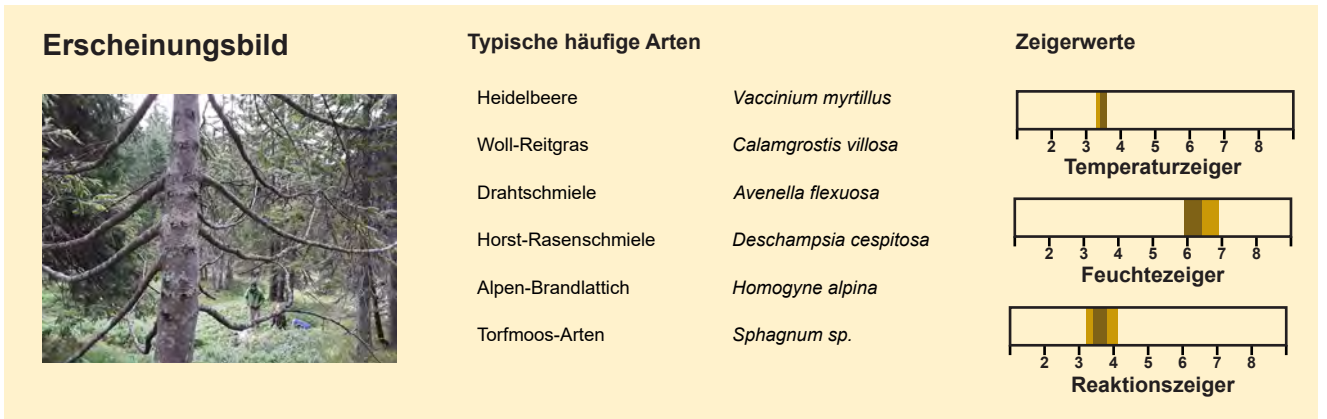 Erscheinungsbild
Typische häufige Arten
Heidelbeere Vaccinium myrtillus
Woll-Reitgras Calamgrostis villosa
Drahtschmiele Avenella flexuosa
Horst-Rasenschmiele Deschampsia cespitosa
Alpen-Brandlattich Homogyne alpina
Torfmoos-Arten Sphagnum sp.
Zeigerwerte
2 3 4 5 6 7 8
Temperaturzeiger
2 3 4 5 6 7 8
Feuchtezeiger
2 3 4 5 6 7 8
Reaktionszeiger